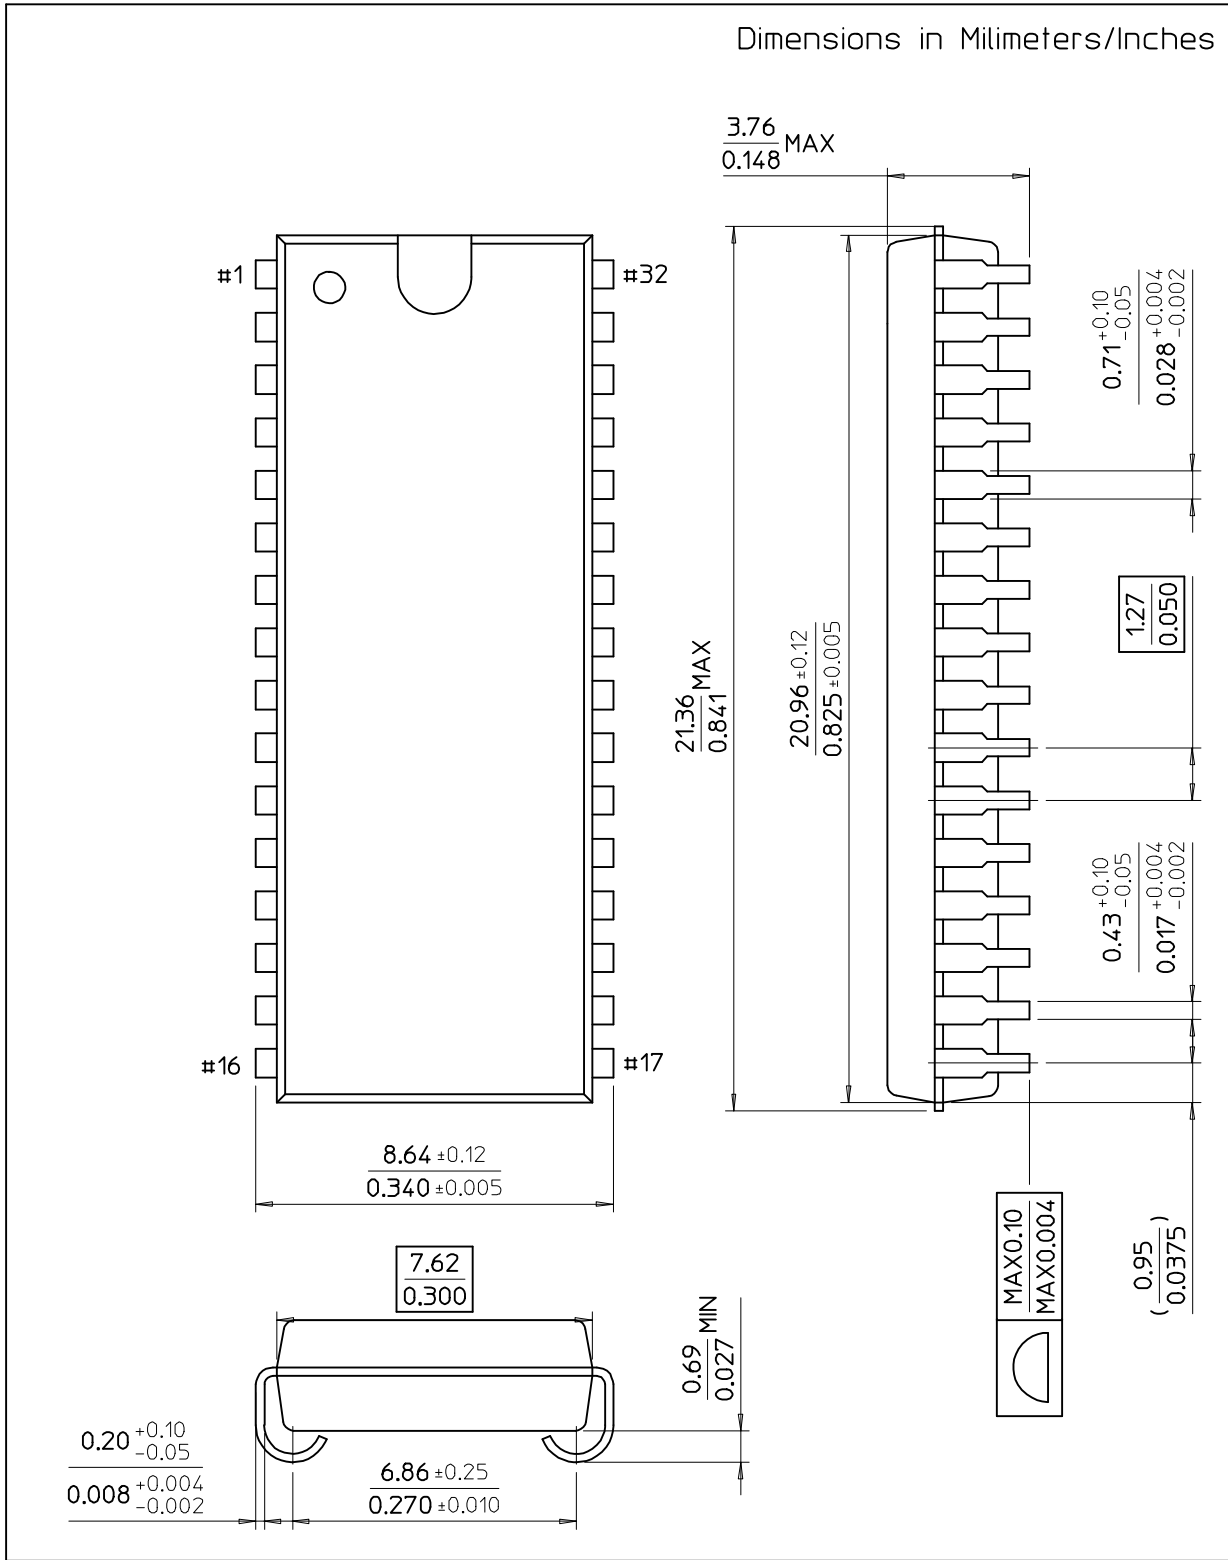 Dimensions in Milimeters/Inches
3.76
0.148
MAX
#1
#32
0.71 +0.10 -0.05
0.028 +0.004 -0.002
1.27
0.050
21.36
0.841
MAX
20.96 ±0.12
0.825 ±0.005
0.43 +0.10 -0.05
0.017 +0.004 -0.002
#16
#17
8.64 ±0.12
0.340 ±0.005
MAX0.10
MAX0.004
( 0.95 )
0.0375
7.62
0.300
0.69
0.027
MIN
0.20 +0.10 -0.05
0.008 +0.004 -0.002
6.86 ±0.25
0.270 ±0.010